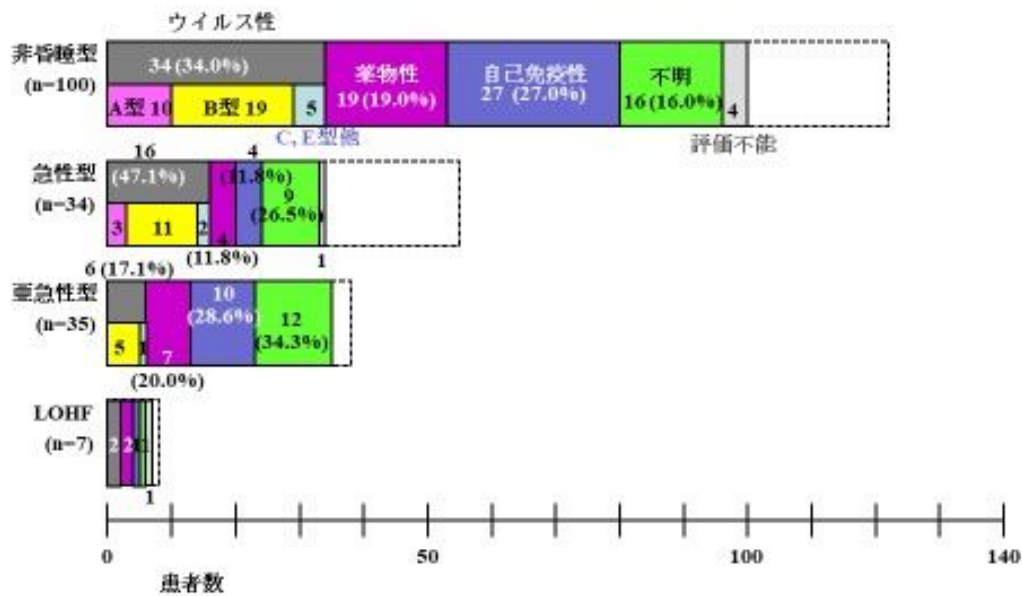 ウイルス性
非昏睡型
(n=100)
34 (34.0%)
A型 10
B型 19
5
薬物性
19 (19.0%)
自己免疫性
27 (27.0%)
不明
16 (16.0%)
4
C, E型他
評価不能
急性型
(n=34)
16
(47.1%)
3
11
2
4
(11.8%)
4
(11.8%)
9
(26.5%)
1
亜急性型
(n=35)
6 (17.1%)
5
1
7
(20.0%)
10
(28.6%)
12
(34.3%)
LOHF
(n=7)
2
2
1
1
1
0
50
100
140
患者数